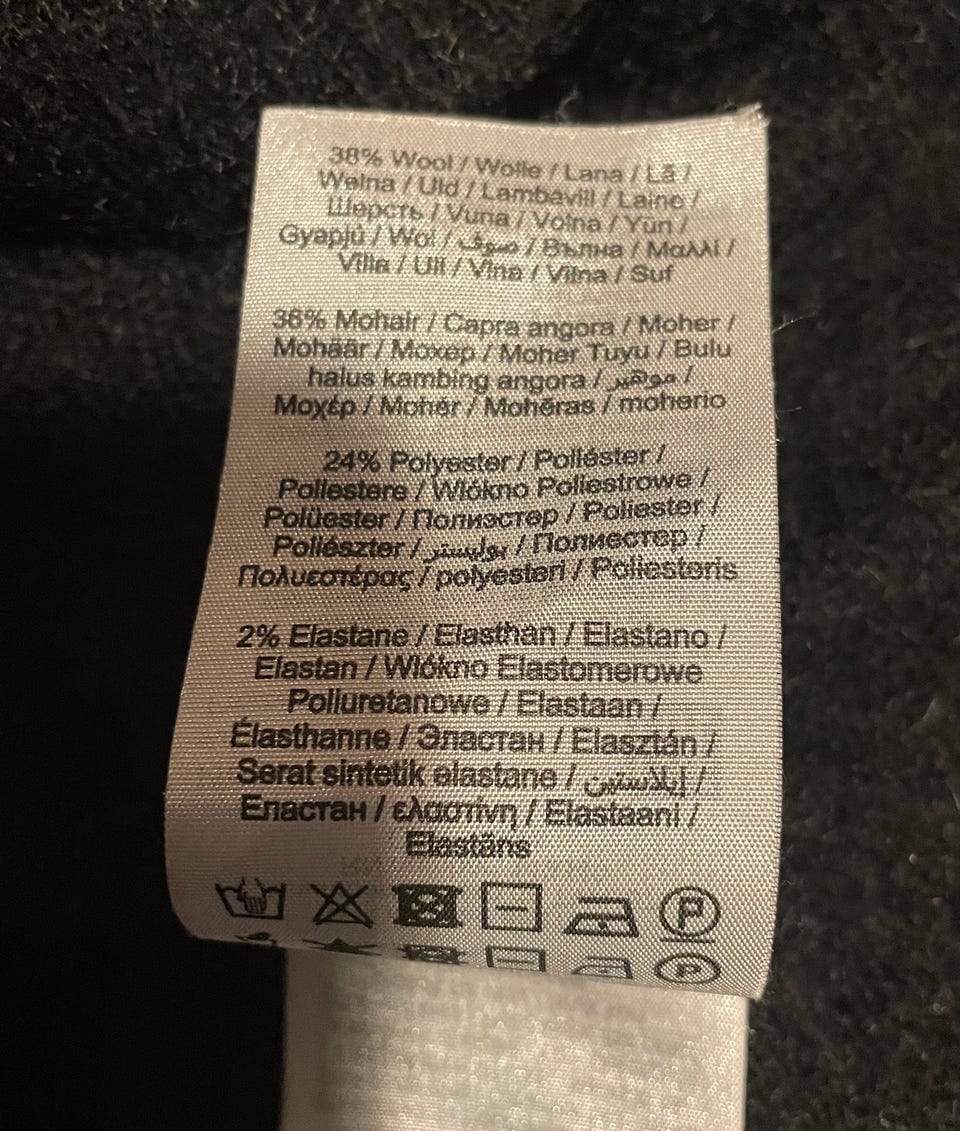 38% Wool / Wolle / Lana / Lã /
Wełna / Uld / Lambavill / Laine /
Шерсть / Vuna / Volna / Yün /
Gyapjú / Wol / صوف / Вълна / Μαλλί /
Villa / Ull / Vlna / Vilna / Suf
36% Mohair / Capra angora / Moher /
Mohäär / Мохер / Moher Tuyu / Bulu
halus kambing angora / موهير /
Μοχέρ / Mohér / Mohēras / moherio
24% Polyester / Poliéster /
Poliestere / Włókno Poliestrowe /
Polüester / Полиэстер / Poliester /
Poliészter / بوليستر / Полиестер /
Πολυεστέρας / polyesteri / Poliesteris
2% Elastane / Elasthan / Elastano /
Elastan / Włókno Elastomerowe
Poliuretanowe / Elastaan /
Élasthanne / Эластан / Elasztán /
Serat sintetik elastane / إيلاستين /
Еластан / ελαστίνη / Elastaani /
Elastāns
P
P